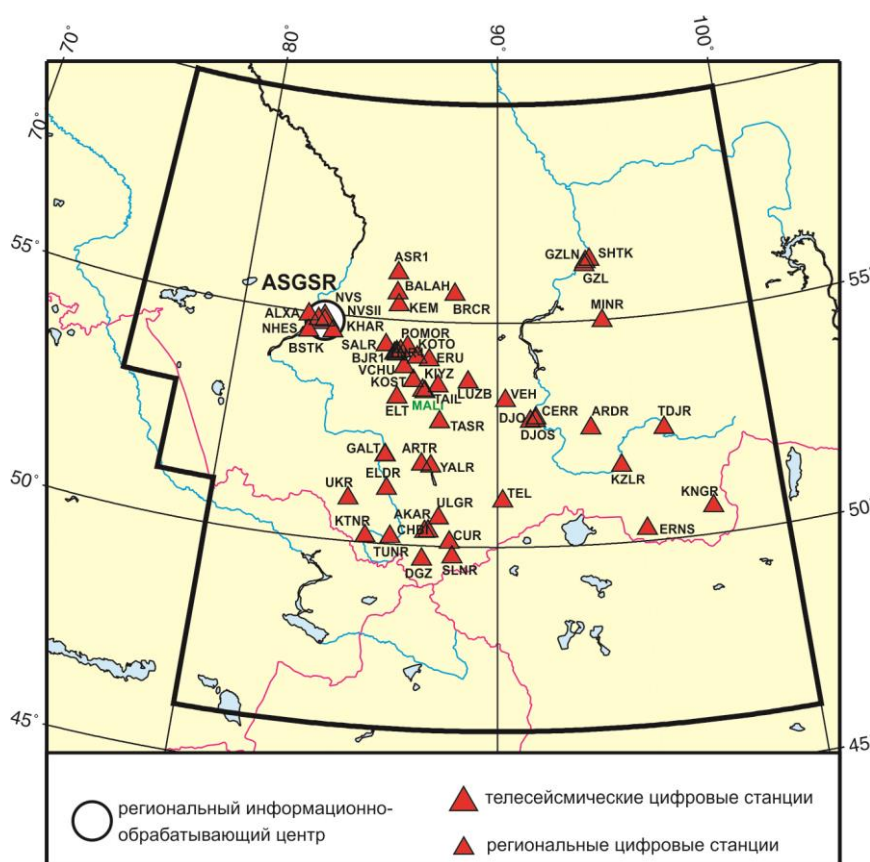 70°
80°
90°
100°
70°
55°
50°
45°
55°
50°
45°
ASR1
BALAH
KEM
BRCR
GZLN
SHTK
GZL
MINR
ASGSR
NVS
ALXA
NVSII
NHES
KHAR
BSTK
SALR
POMOR
KOTO
BJR1
ERU
VCHU
KIYZ
KOST
TAIL
LUZB
VEH
ELT
MALI
TASR
DJO
CERR
DJOS
ARDR
TDJR
GALT
ARTR
YALR
KZLR
ELDR
UKR
TEL
KNGR
AKAR
ULGR
ERNS
KTNR
CHBI
CUR
TUNR
DGZ
SLNR
региональный информационно-
обрабатывающий центр
телесейсмические цифровые станции
региональные цифровые станции